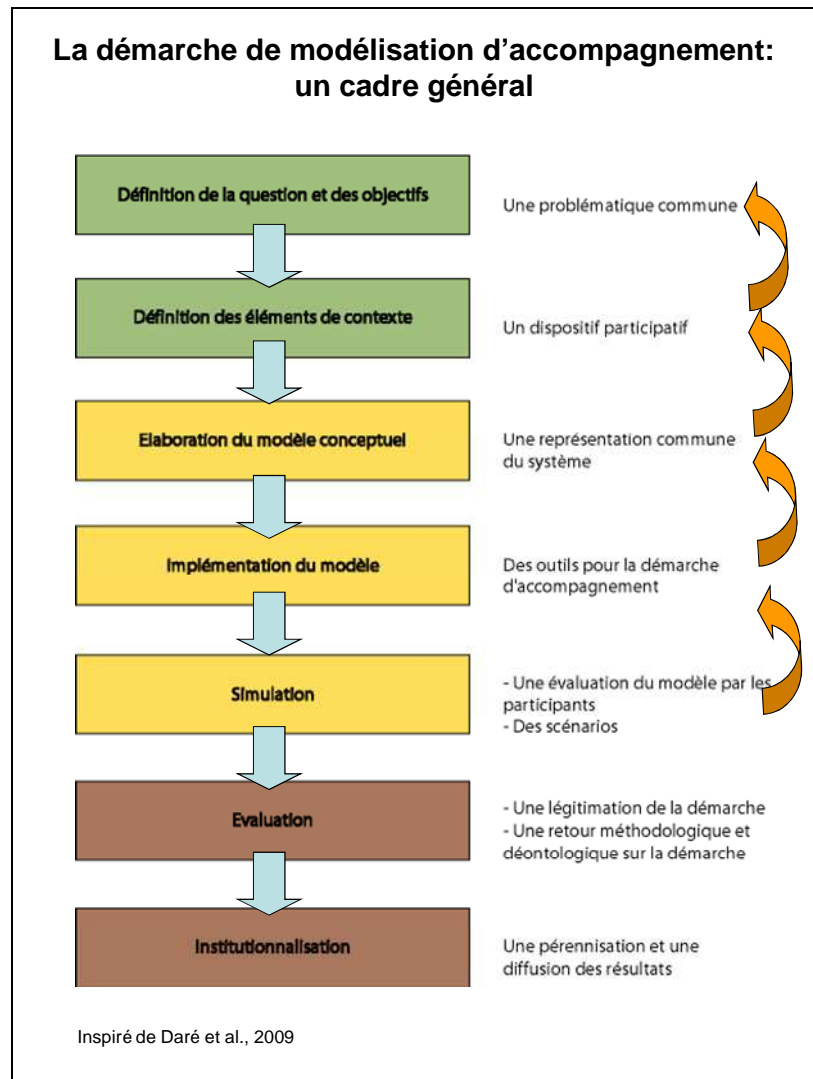 La démarche de modélisation d'accompagnement:
un cadre général
Définition de la question et des objectifs
Une problématique commune
Définition des éléments de contexte
Un dispositif participatif
Elaboration du modèle conceptuel
Une représentation commune
du système
Implémentation du modèle
Des outils pour la démarche
d'accompagnement
Simulation
- Une évaluation du modèle par les
participants
- Des scénarios
Evaluation
- Une légitimation de la démarche
- Une retour méthodologique et
déontologique sur la démarche
Institutionnalisation
Une pérennisation et une
diffusion des résultats
Inspiré de Daré et al., 2009